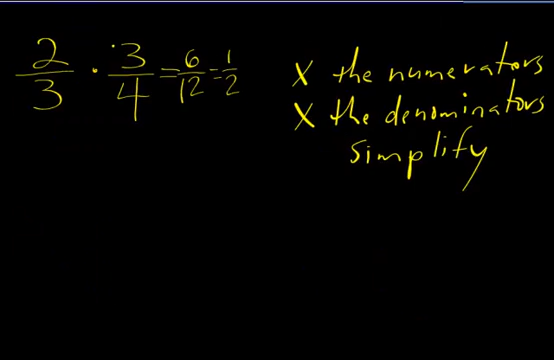 2/3 · 3/4 = 6/12 = 1/2
X the numerators
X the denominators
simplify